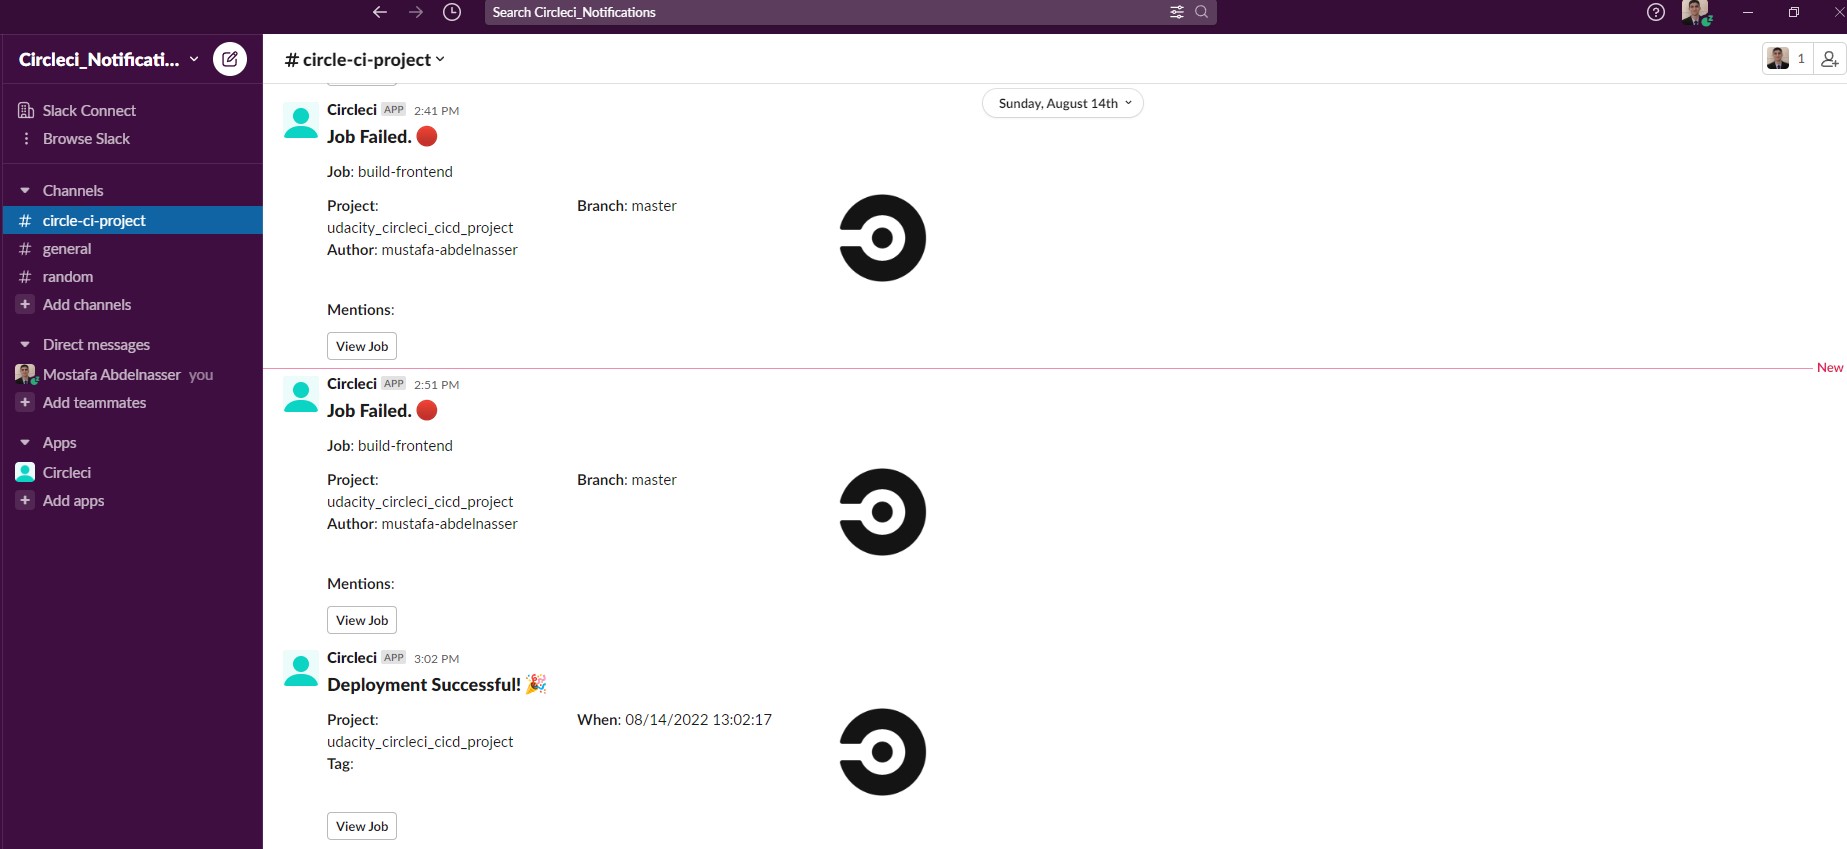 Search Circleci_Notifications
Circleci_Notificati...
Slack Connect
Browse Slack
Channels
# circle-ci-project
# general
# random
+ Add channels
Direct messages
Mostafa Abdelnasser you
+ Add teammates
Apps
Circleci
+ Add apps
# circle-ci-project
1
Sunday, August 14th
Circleci APP 2:41 PM
Job Failed. 🔴
Job: build-frontend
Project:
udacity_circleci_cicd_project
Branch: master
Author: mustafa-abdelnasser
Mentions:
View Job
New
Circleci APP 2:51 PM
Job Failed. 🔴
Job: build-frontend
Project:
udacity_circleci_cicd_project
Branch: master
Author: mustafa-abdelnasser
Mentions:
View Job
Circleci APP 3:02 PM
Deployment Successful! 🎉
Project:
udacity_circleci_cicd_project
When: 08/14/2022 13:02:17
Tag:
View Job